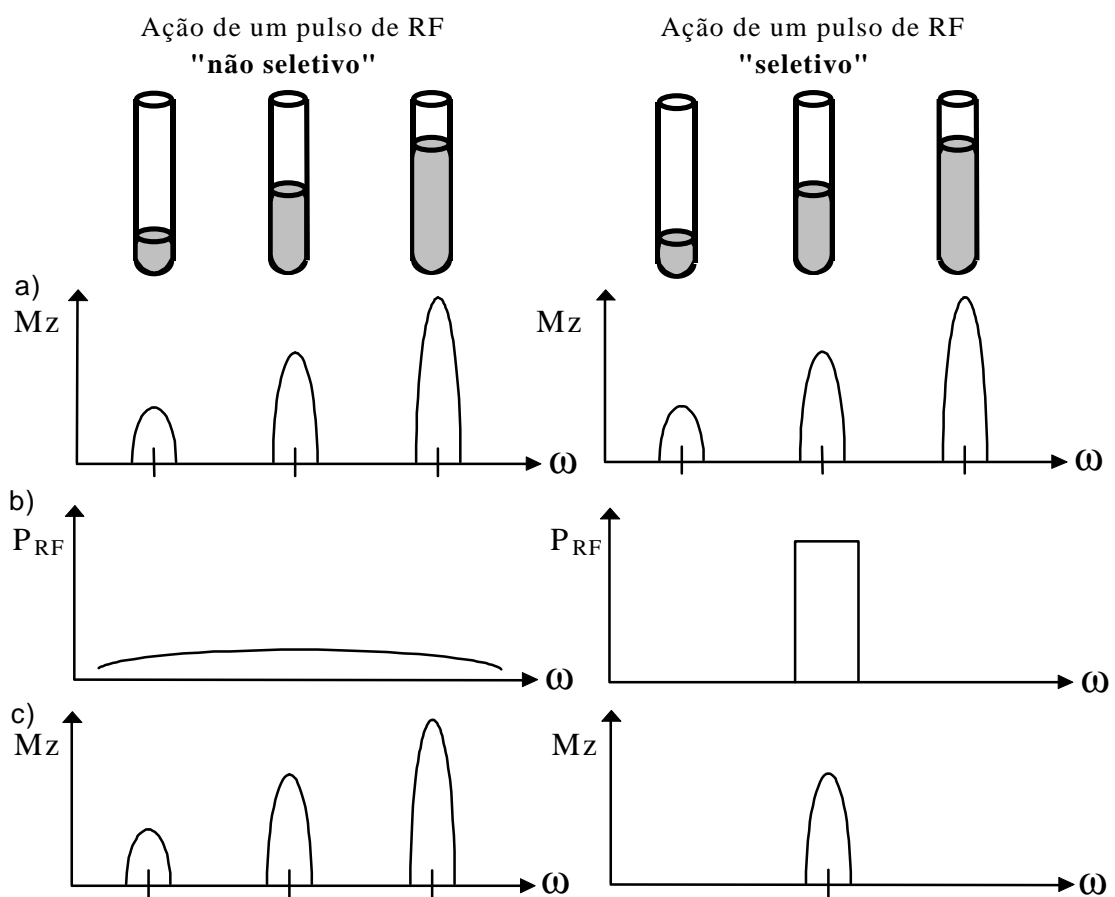 Ação de um pulso de RF
"não seletivo"
Ação de um pulso de RF
"seletivo"
a)
Mz
ω
Mz
ω
b)
PRF
ω
PRF
ω
c)
Mz
ω
Mz
ω